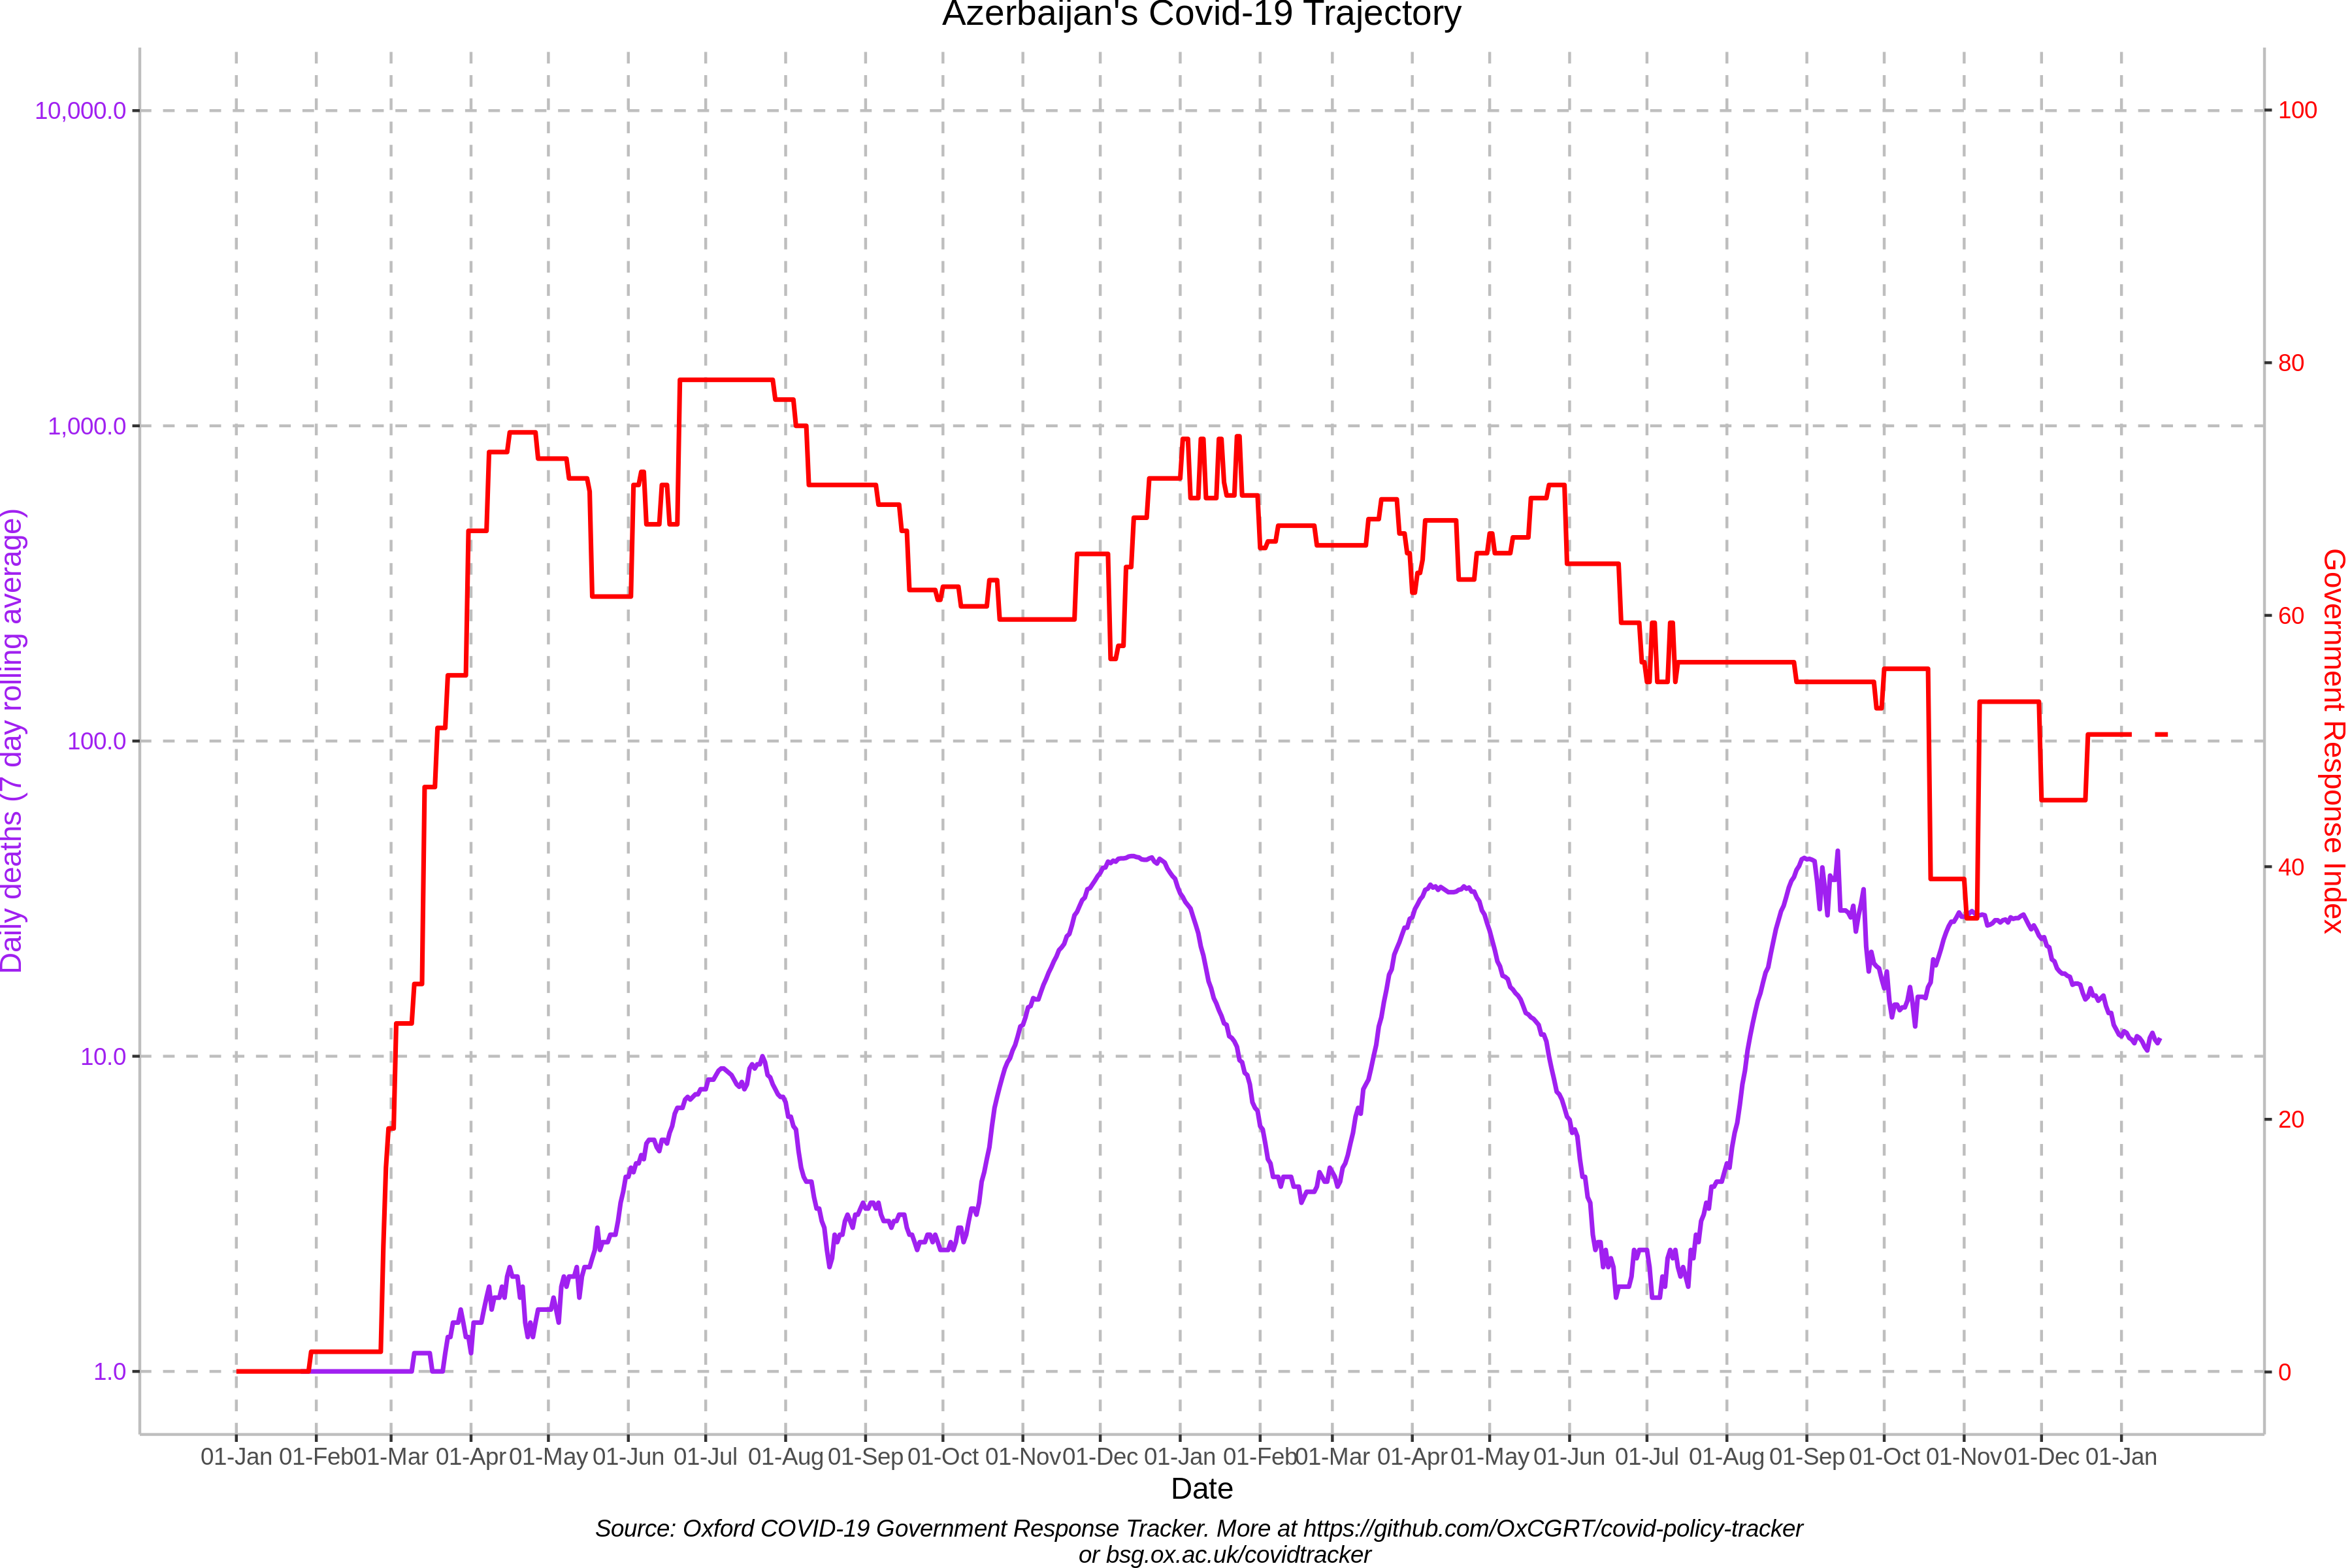 Azerbaijan's Covid-19 Trajectory
10,000.0
1,000.0
100.0
10.0
1.0
Daily deaths (7 day rolling average)
100
80
60
40
20
0
Government Response Index
01-Jan 01-Feb 01-Mar 01-Apr 01-May 01-Jun 01-Jul 01-Aug 01-Sep 01-Oct 01-Nov 01-Dec 01-Jan 01-Feb 01-Mar 01-Apr 01-May 01-Jun 01-Jul 01-Aug 01-Sep 01-Oct 01-Nov 01-Dec 01-Jan
Date
Source: Oxford COVID-19 Government Response Tracker. More at https://github.com/OxCGRT/covid-policy-tracker
or bsg.ox.ac.uk/covidtracker